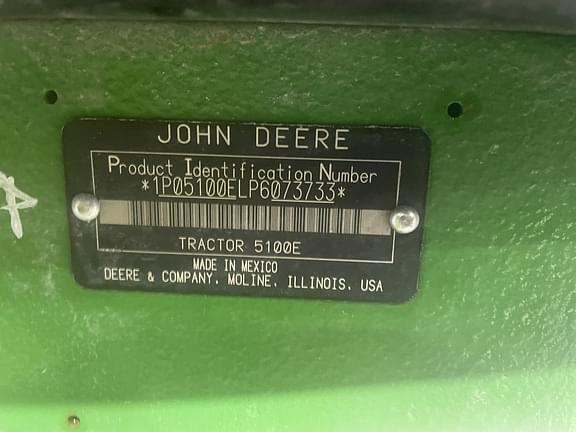 JOHN DEERE
Product Identification Number
*1P05100ELP6073733*
TRACTOR 5100E
MADE IN MEXICO
DEERE & COMPANY, MOLINE, ILLINOIS, USA